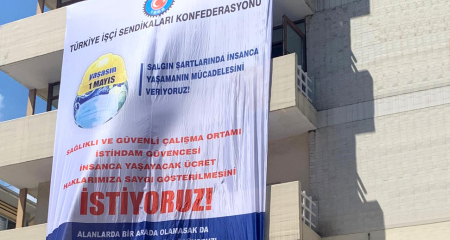 TÜRKİYE İŞÇİ SENDİKALARI KONFEDERASYONU
Yaşasın
1 MAYIS
SALGIN ŞARTLARINDA İNSANCA
YAŞAMANIN MÜCADELESİNİ
VERİYORUZ!
SAĞLIKLI VE GÜVENLİ ÇALIŞMA ORTAMI
İSTİHDAM GÜVENCESİ
İNSANCA YAŞAYACAK ÜCRET
HAKLARIMIZA SAYGI GÖSTERİLMESİNİ
İSTİYORUZ!
ALANLARDA BİR ARADA OLAMASAK DA